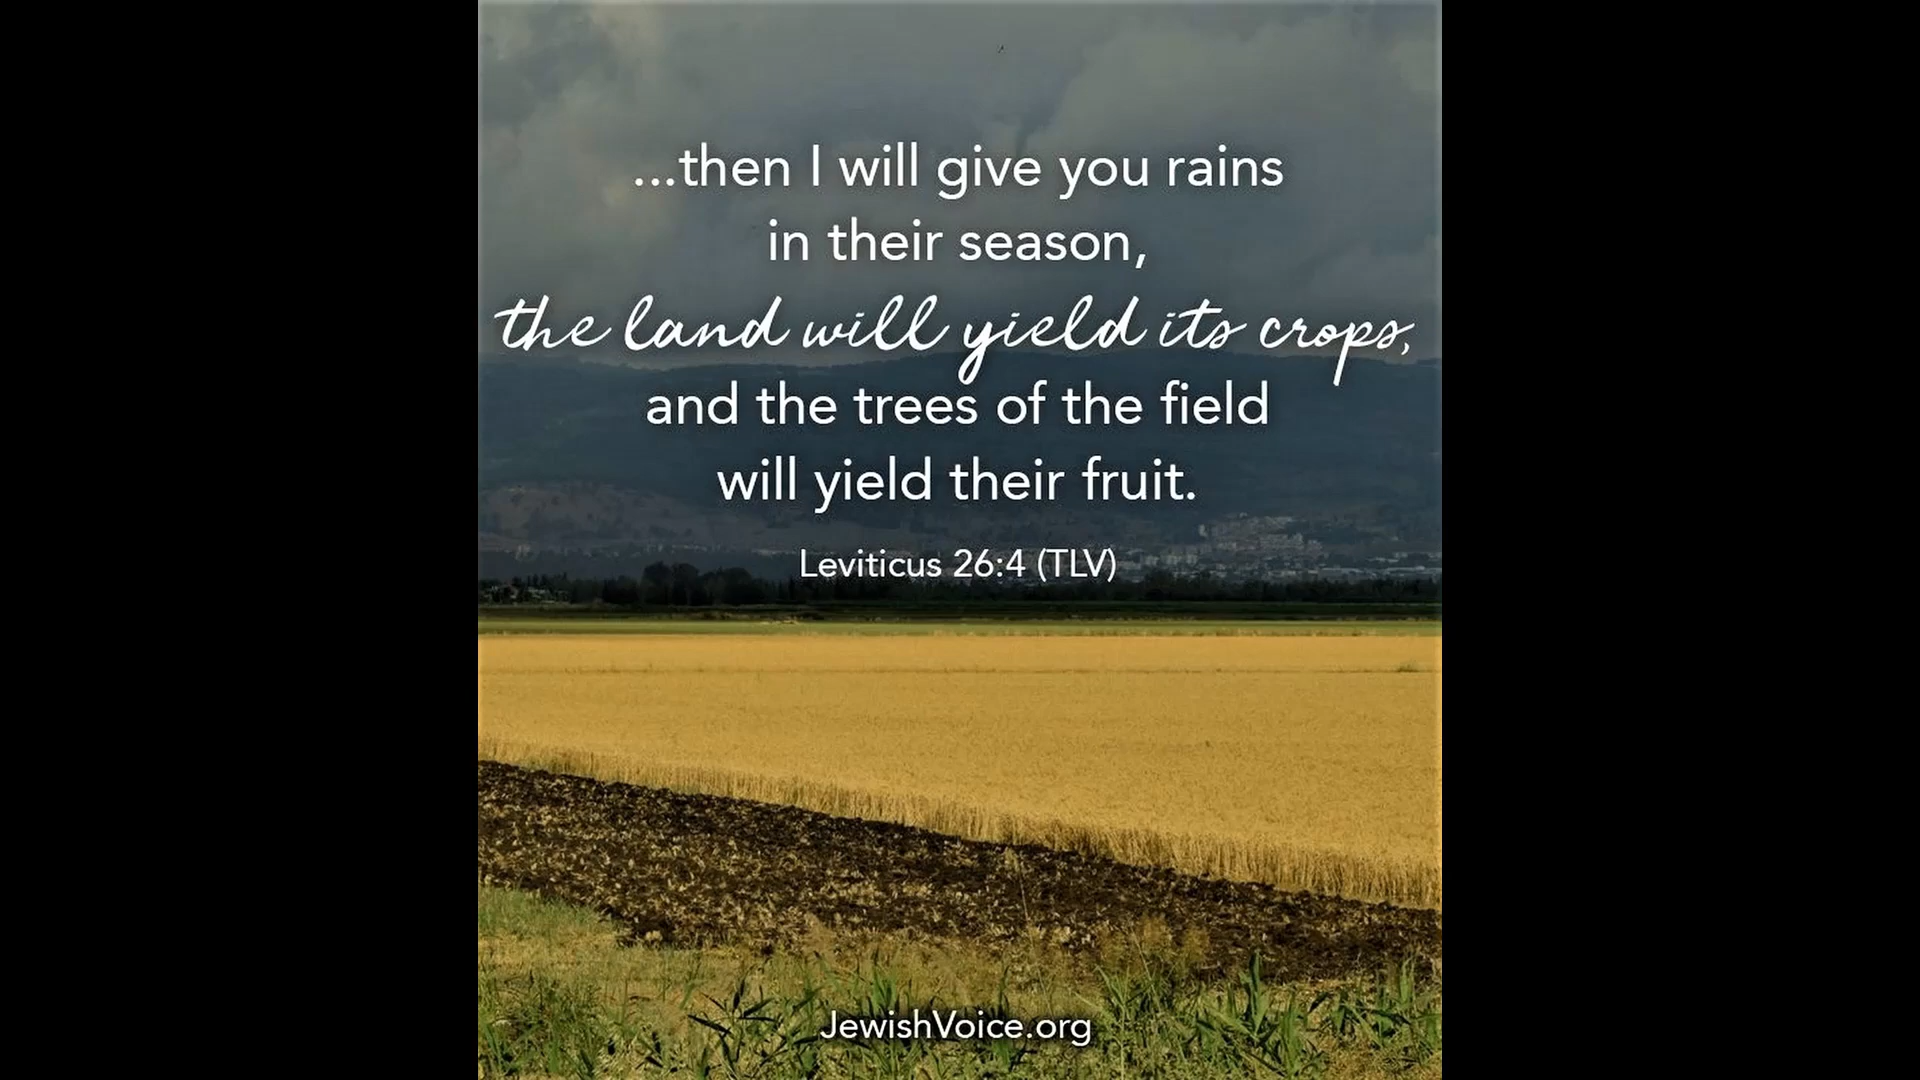 ...then I will give you rains
in their season,
the land will yield its crops,
and the trees of the field
will yield their fruit.
Leviticus 26:4 (TLV)
JewishVoice.org